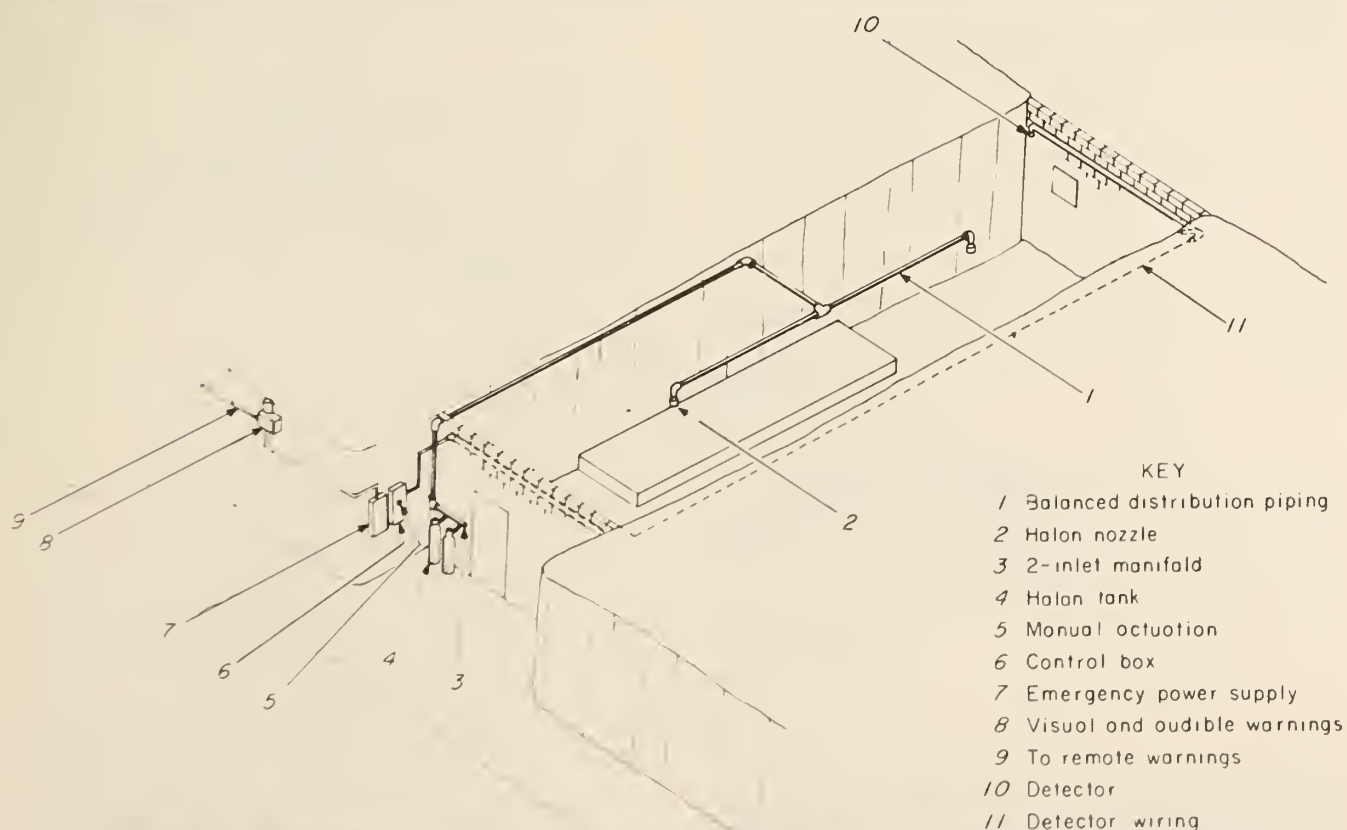 10
11
1
2
9
8
7
6
5
4
3
KEY
1 Balanced distribution piping
2 Halon nozzle
3 2-inlet manifold
4 Halon tank
5 Manual actuation
6 Control box
7 Emergency power supply
8 Visual and audible warnings
9 To remote warnings
10 Detector
11 Detector wiring